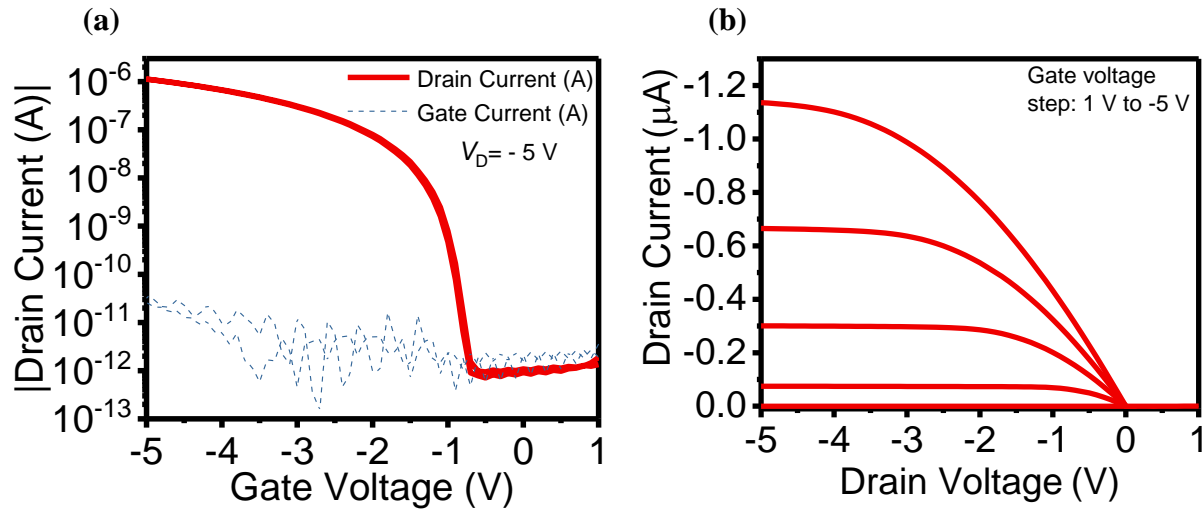 (a)
|Drain Current (A)|
10⁻⁶
10⁻⁷
10⁻⁸
10⁻⁹
10⁻¹⁰
10⁻¹¹
10⁻¹²
10⁻¹³
Drain Current (A)
Gate Current (A)
V_D= - 5 V
-5 -4 -3 -2 -1 0 1
Gate Voltage (V)
(b)
Drain Current (µA)
-1.2
-1.0
-0.8
-0.6
-0.4
-0.2
0.0
Gate voltage
step: 1 V to -5 V
-5 -4 -3 -2 -1 0 1
Drain Voltage (V)